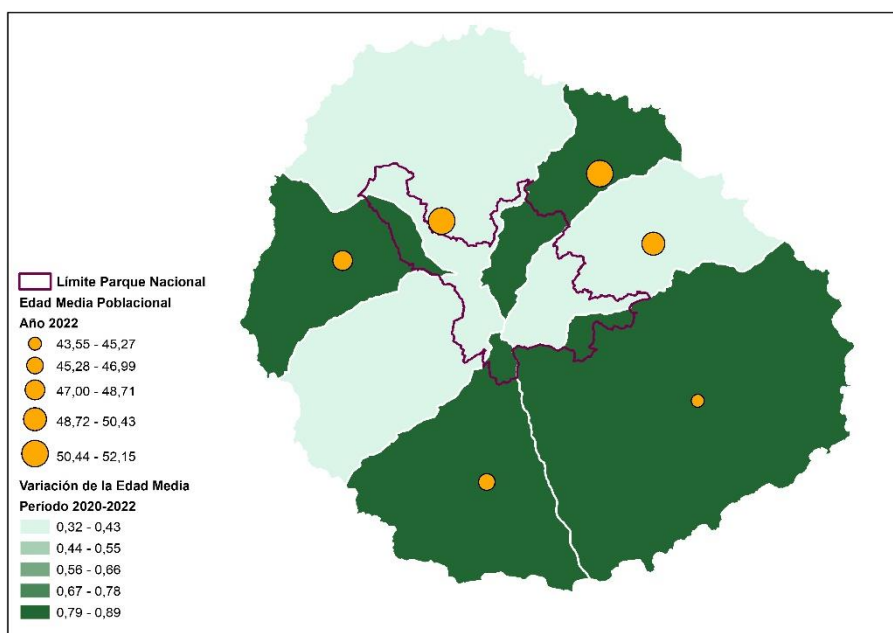 Límite Parque Nacional
Edad Media Poblacional
Año 2022
43,55 - 45,27
45,28 - 46,99
47,00 - 48,71
48,72 - 50,43
50,44 - 52,15
Variación de la Edad Media
Período 2020-2022
0,32 - 0,43
0,44 - 0,55
0,56 - 0,66
0,67 - 0,78
0,79 - 0,89